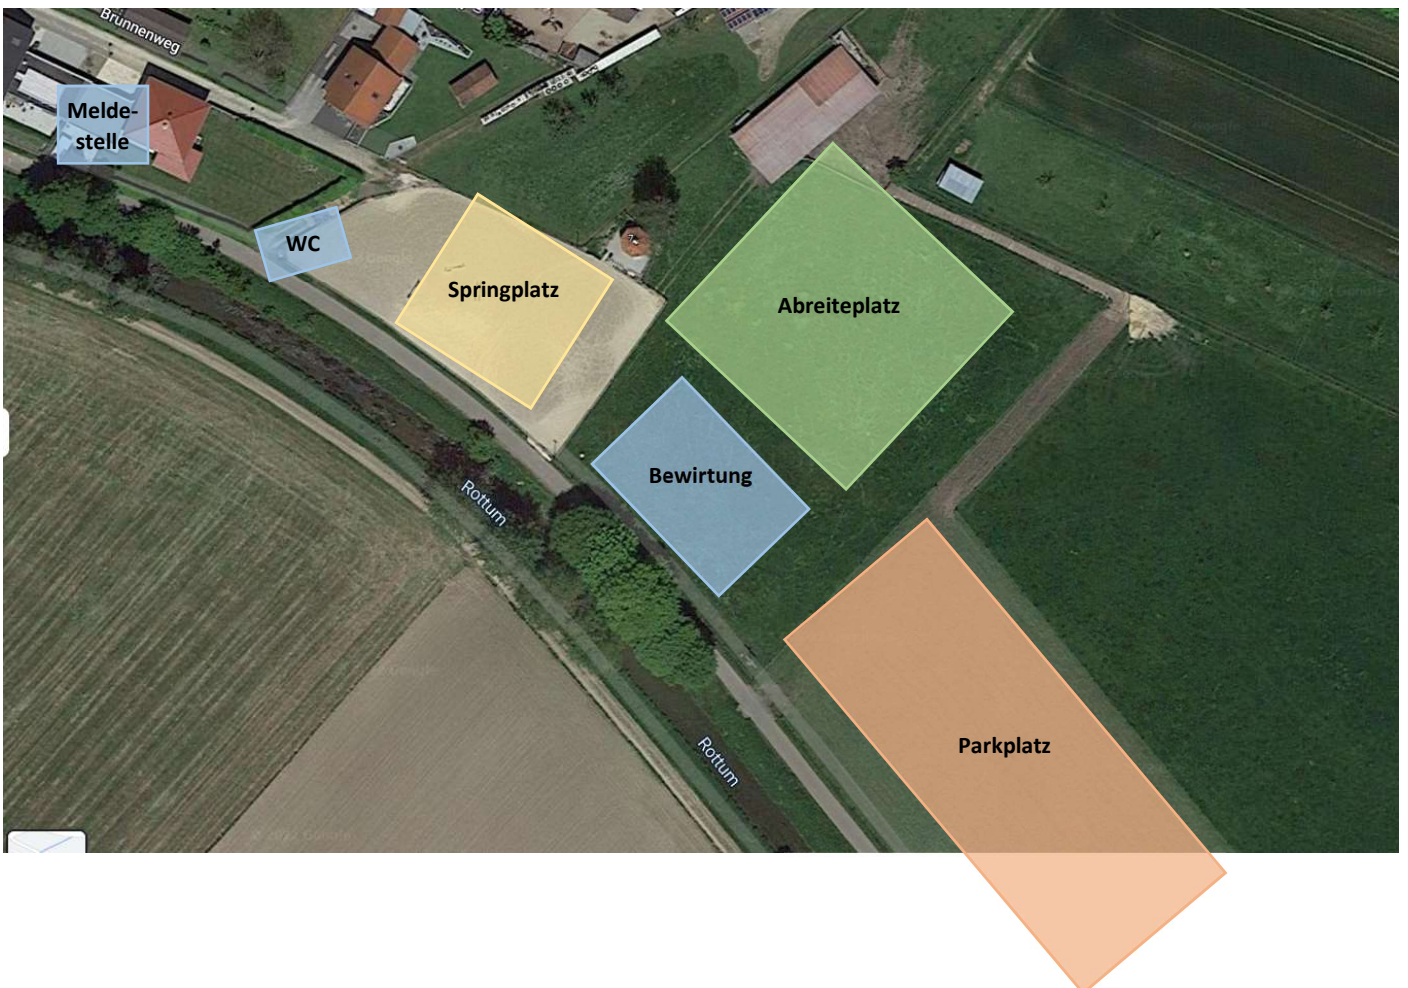 Brunnenweg
Melde-
stelle
WC
Springplatz
Abreiteplatz
Bewirtung
Rottum
Rottum
Parkplatz